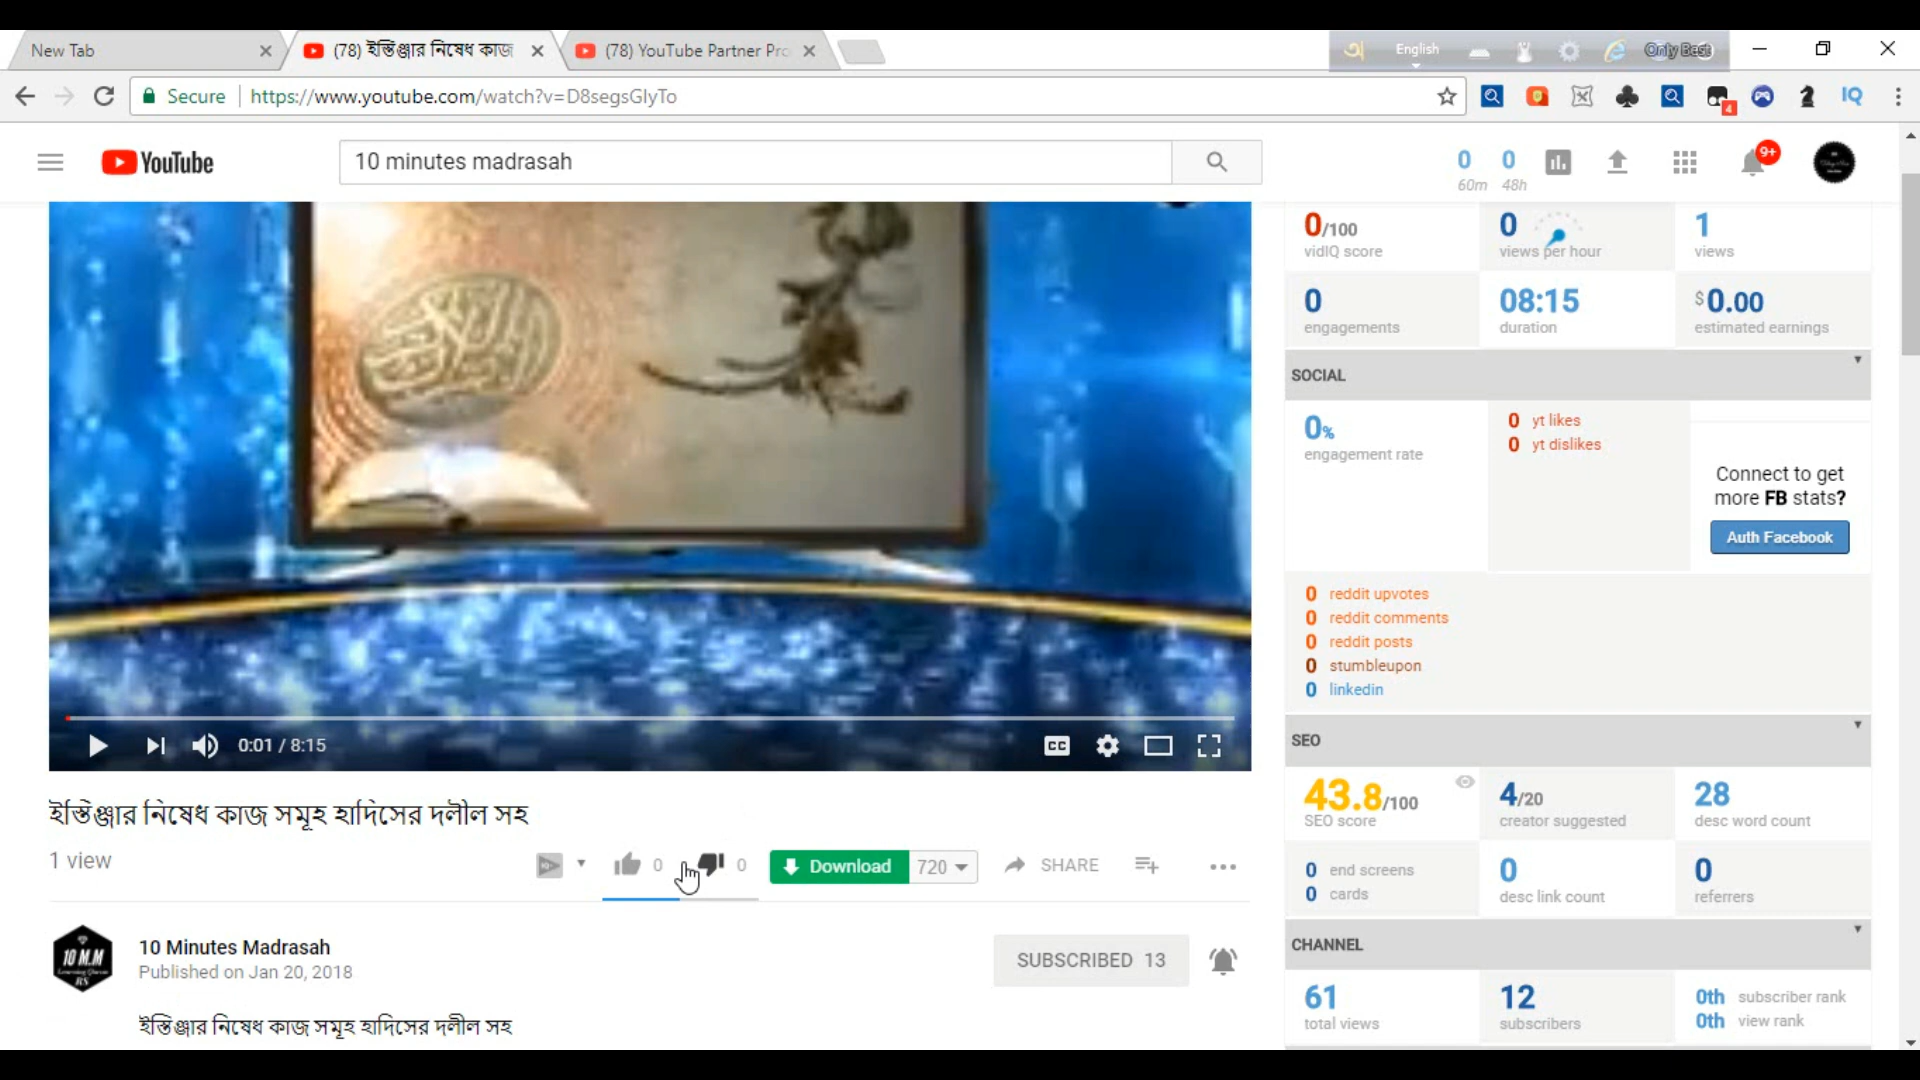 New Tab
(78) ইস্তিঞ্জার নিষেধ কাজ
(78) YouTube Partner Pro
English
Only Best
Secure
https://www.youtube.com/watch?v=D8segsGlyTo
4
IQ
YouTube
10 minutes madrasah
0 0
60m 48h
9+
0/100
vidIQ score
0
views per hour
1
views
0
engagements
08:15
duration
$0.00
estimated earnings
SOCIAL
0%
engagement rate
0 yt likes
0 yt dislikes
Connect to get
more FB stats?
Auth Facebook
0 reddit upvotes
0 reddit comments
0 reddit posts
0 stumbleupon
0 linkedin
0:01 / 8:15
CC
SEO
43.8/100
SEO score
4/20
creator suggested
28
desc word count
0 end screens
0 cards
0
desc link count
0
referrers
ইস্তিঞ্জার নিষেধ কাজ সমূহ হাদিসের দলীল সহ
1 view
0
0
Download
720
SHARE
10 M.M
RS
10 Minutes Madrasah
Published on Jan 20, 2018
SUBSCRIBED 13
ইস্তিঞ্জার নিষেধ কাজ সমূহ হাদিসের দলীল সহ
CHANNEL
61
total views
12
subscribers
0th subscriber rank
0th view rank